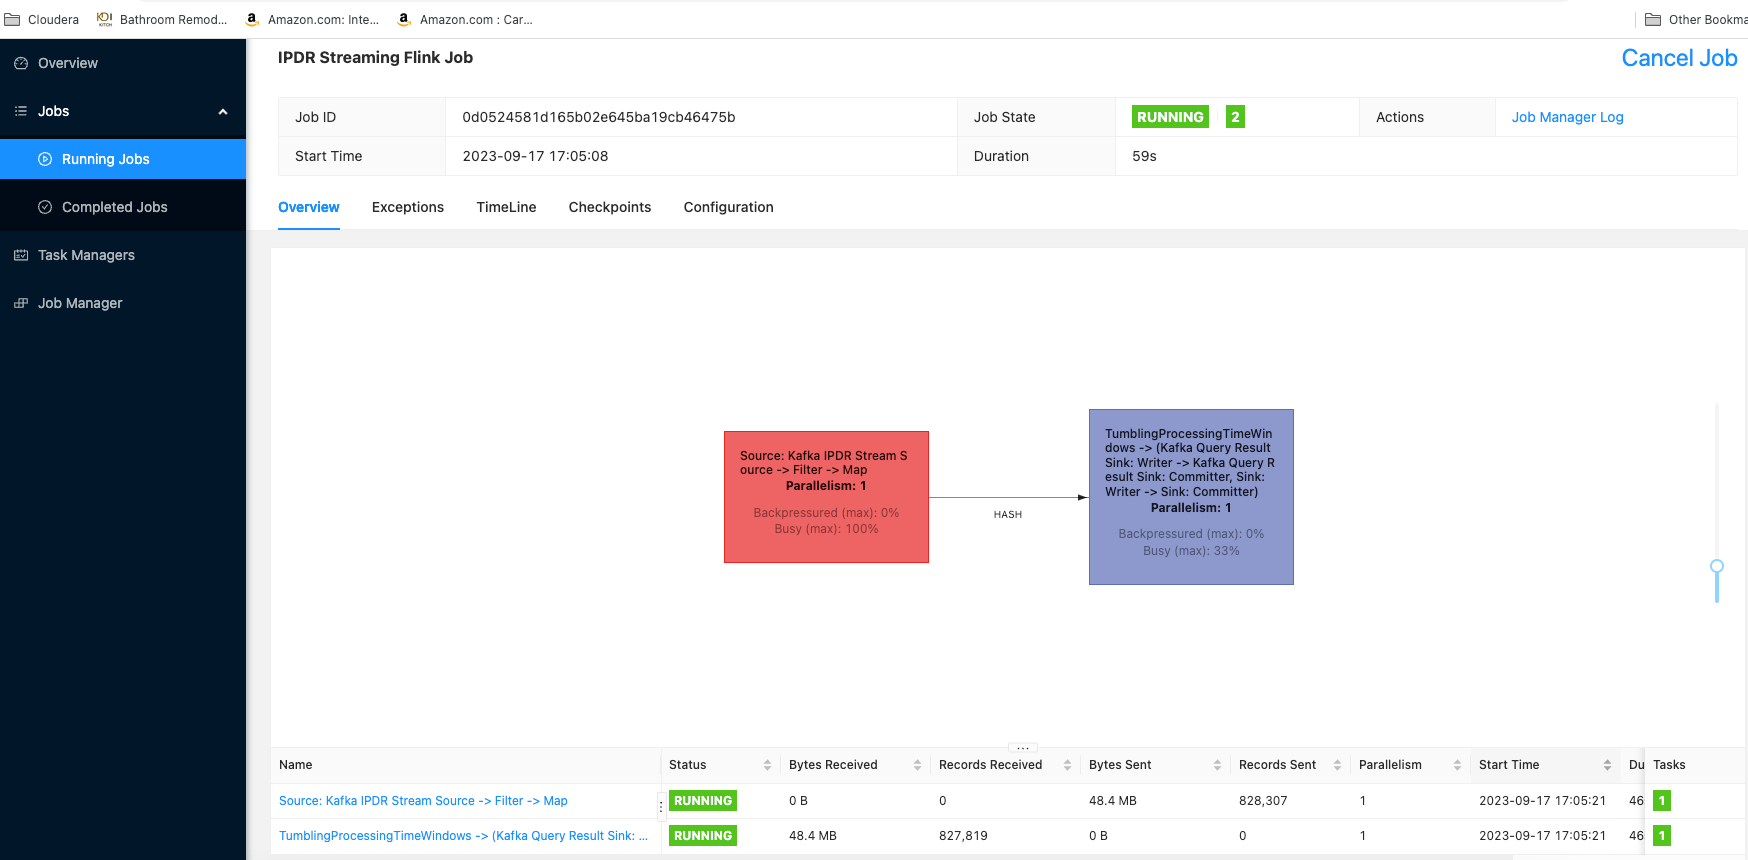 Cloudera
KDI
KITCH
Bathroom Remod...
a
Amazon.com: Inte...
a
Amazon.com : Car...
Other Bookma
Overview
Jobs
Running Jobs
Completed Jobs
Task Managers
Job Manager
IPDR Streaming Flink Job
Cancel Job
Job ID
0d0524581d165b02e645ba19cb46475b
Job State
RUNNING
2
Actions
Job Manager Log
Start Time
2023-09-17 17:05:08
Duration
59s
Overview
Exceptions
TimeLine
Checkpoints
Configuration
Source: Kafka IPDR Stream S
ource -> Filter -> Map
Parallelism: 1
Backpressured (max): 0%
Busy (max): 100%
HASH
TumblingProcessingTimeWin
dows -> (Kafka Query Result
Sink: Writer -> Kafka Query R
esult Sink: Committer, Sink:
Writer -> Sink: Committer)
Parallelism: 1
Backpressured (max): 0%
Busy (max): 33%
Name
Status
Bytes Received
Records Received
Bytes Sent
Records Sent
Parallelism
Start Time
Du
Tasks
Source: Kafka IPDR Stream Source -> Filter -> Map
RUNNING
0 B
0
48.4 MB
828,307
1
2023-09-17 17:05:21
46
1
TumblingProcessingTimeWindows -> (Kafka Query Result Sink: ...
RUNNING
48.4 MB
827,819
0 B
0
1
2023-09-17 17:05:21
46
1